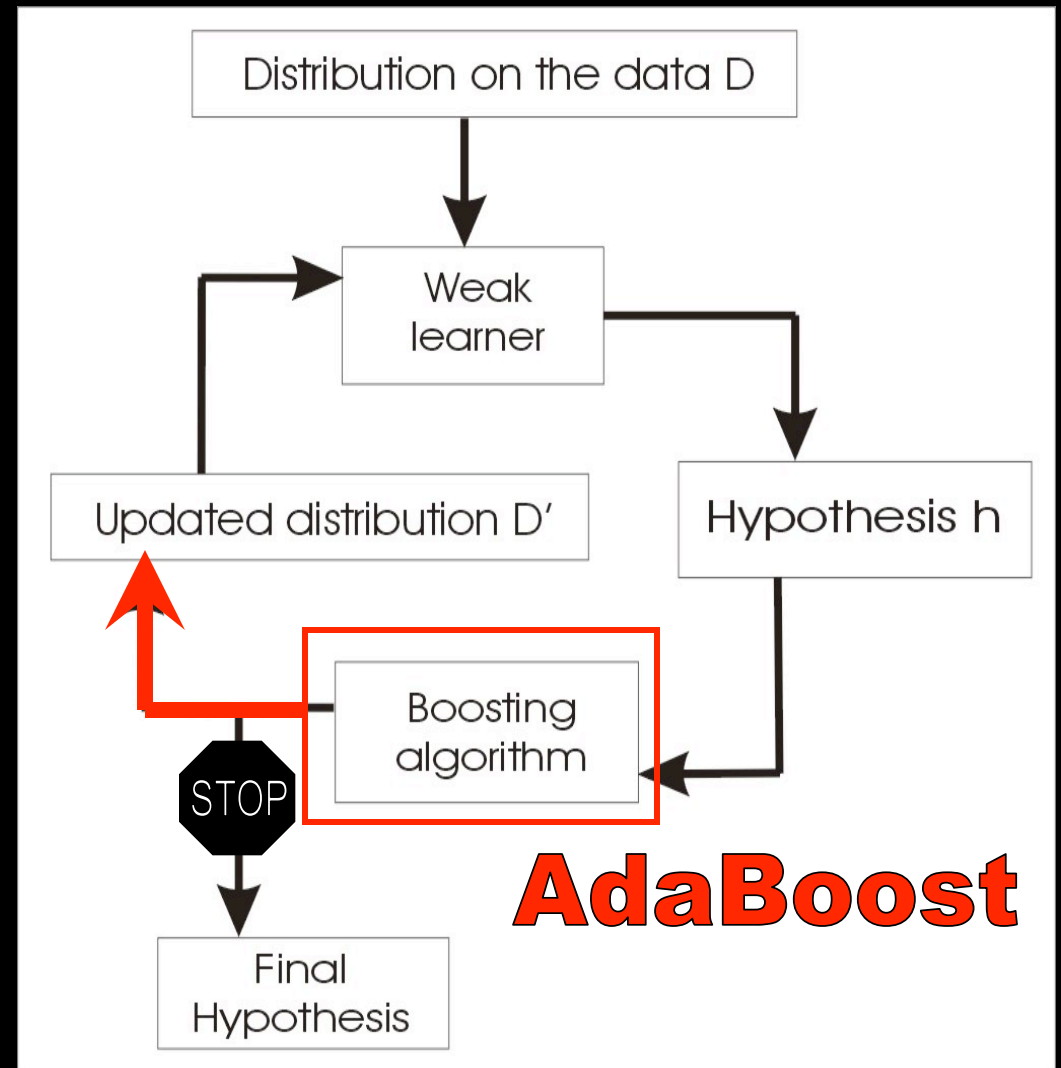 Distribution on the data D
Weak
learner
Updated distribution D’
Hypothesis h
Boosting
algorithm
STOP
AdaBoost
Final
Hypothesis